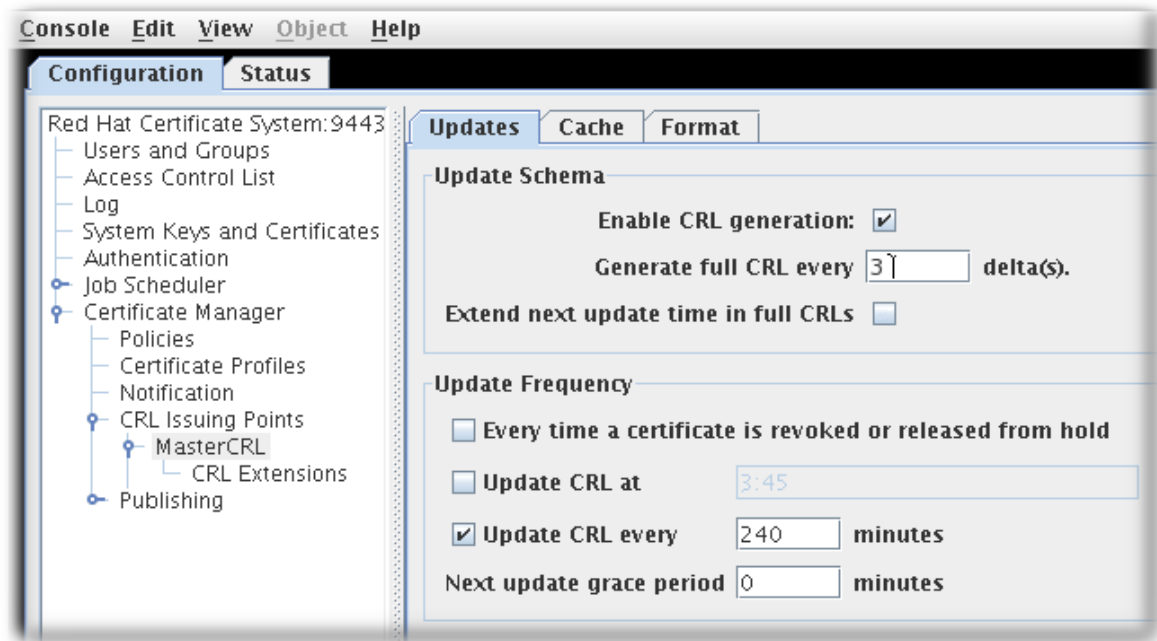 Console Edit View Object Help
Configuration Status
Red Hat Certificate System:9443
Users and Groups
Access Control List
Log
System Keys and Certificates
Authentication
Job Scheduler
Certificate Manager
Policies
Certificate Profiles
Notification
CRL Issuing Points
MasterCRL
CRL Extensions
Publishing
Updates Cache Format
Update Schema
Enable CRL generation:
Generate full CRL every 3 delta(s).
Extend next update time in full CRLs
Update Frequency
Every time a certificate is revoked or released from hold
Update CRL at 3:45
Update CRL every 240 minutes
Next update grace period 0 minutes